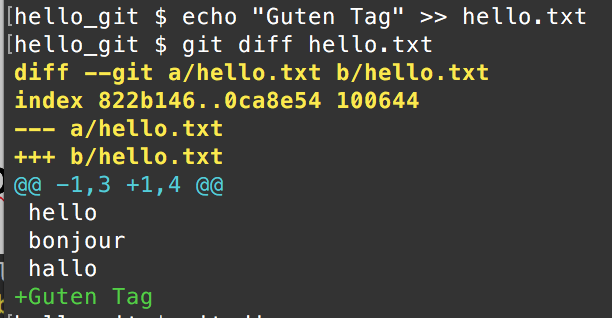 [hello_git $ echo "Guten Tag" >> hello.txt
[hello_git $ git diff hello.txt
diff --git a/hello.txt b/hello.txt
index 822b146..0ca8e54 100644
--- a/hello.txt
+++ b/hello.txt
@@ -1,3 +1,4 @@
 hello
 bonjour
 hallo
+Guten Tag